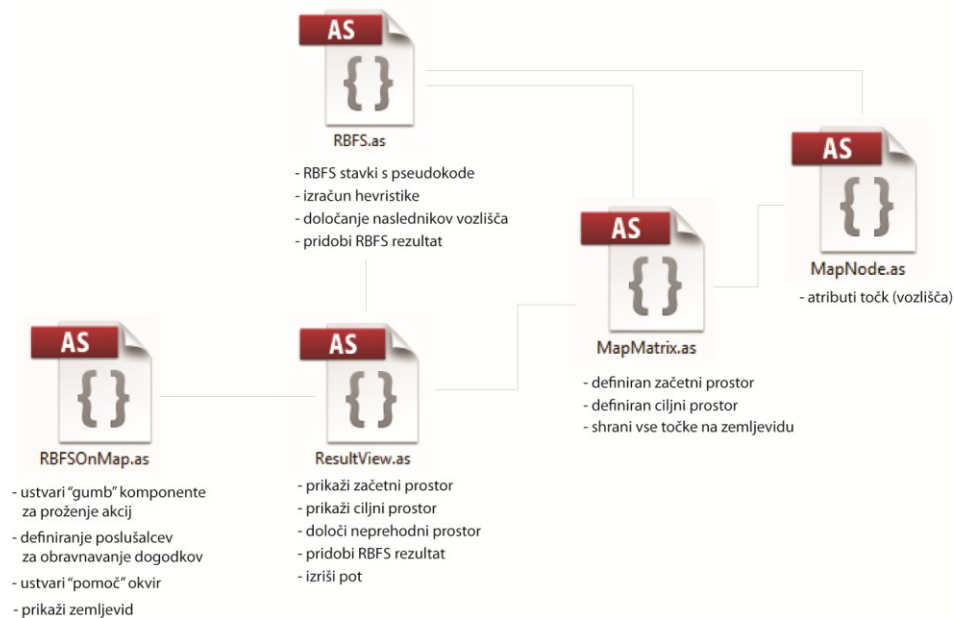 AS
{ }
RBFS.as
- RBFS stavki s pseudokode
- izračun hevristike
- določanje naslednikov vozlišča
- pridobi RBFS rezultat
AS
{ }
MapNode.as
- atributi točk (vozlišča)
AS
{ }
MapMatrix.as
- definiran začetni prostor
- definiran ciljni prostor
- shrani vse točke na zemljevidu
AS
{ }
RBFSOnMap.as
- ustvari “gumb” komponente
za proženje akcij
- definiranje poslušalcev
za obravnavanje dogodkov
- ustvari “pomoč” okvir
- prikaži zemljevid
AS
{ }
ResultView.as
- prikaži začetni prostor
- prikaži ciljni prostor
- določi neprehodni prostor
- pridobi RBFS rezultat
- izriši pot